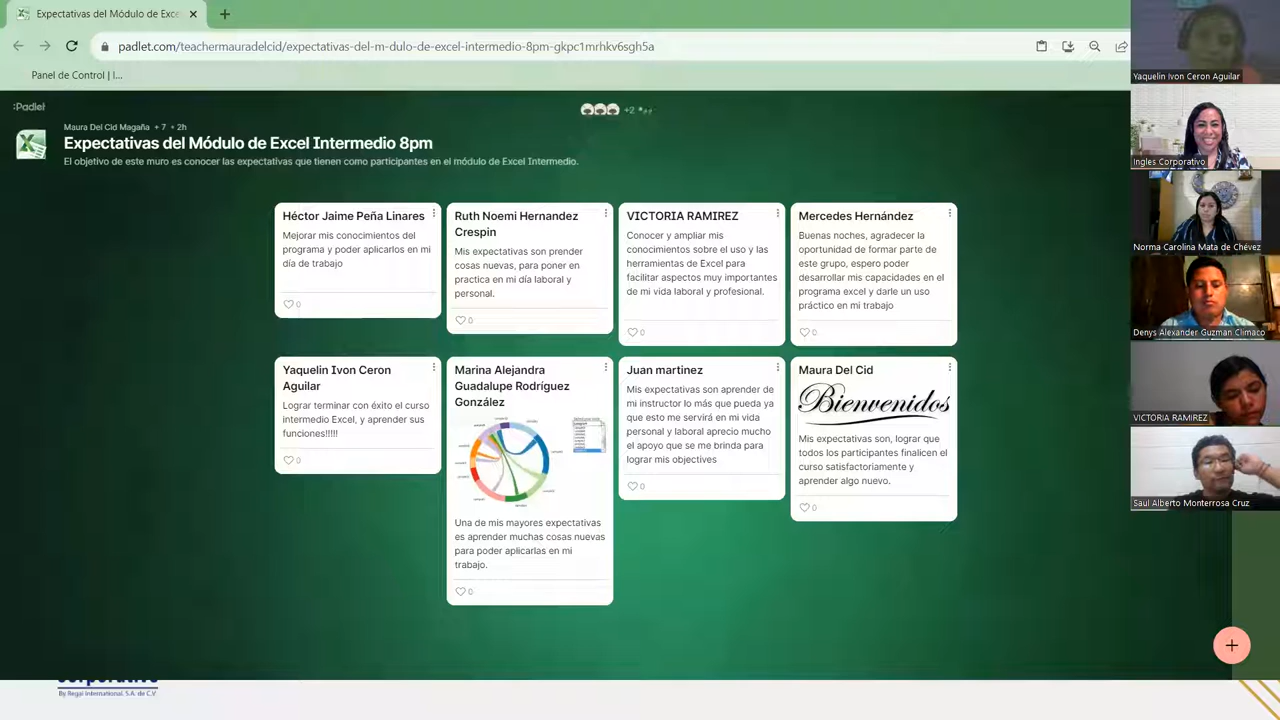 Expectativas del Módulo de Exce
padlet.com/teachermauradelcid/expectativas-del-m-dulo-de-excel-intermedio-8pm-gkpc1mrhkv6sgh5a
Panel de Control | I...
:Padlet
+2
Maura Del Cid Magaña + 7 • 2h
Expectativas del Módulo de Excel Intermedio 8pm
El objetivo de este muro es conocer las expectativas que tienen como participantes en el módulo de Excel Intermedio.
Héctor Jaime Peña Linares
Mejorar mis conocimientos del
programa y poder aplicarlos en mi
día de trabajo
0
Ruth Noemi Hernandez
Crespin
Mis expectativas son prender
cosas nuevas, para poner en
practica en mi día laboral y
personal.
0
VICTORIA RAMIREZ
Conocer y ampliar mis
conocimientos sobre el uso y las
herramientas de Excel para
facilitar aspectos muy importantes
de mi vida laboral y profesional.
0
Mercedes Hernández
Buenas noches, agradecer la
oportunidad de formar parte de
este grupo, espero poder
desarrollar mis capacidades en el
programa excel y darle un uso
práctico en mi trabajo
0
Yaquelin Ivon Ceron
Aguilar
Lograr terminar con éxito el curso
intermedio Excel, y aprender sus
funciones!!!!!
0
Marina Alejandra
Guadalupe Rodríguez
González
Una de mis mayores expectativas
es aprender muchas cosas nuevas
para poder aplicarlas en mi
trabajo.
0
Juan martinez
Mis expectativas son aprender de
mi instructor lo más que pueda ya
que esto me servirá en mi vida
personal y laboral aprecio mucho
el apoyo que se me brinda para
lograr mis objectives
0
Maura Del Cid
Bienvenidos
Mis expectativas son, lograr que
todos los participantes finalicen el
curso satisfactoriamente y
aprender algo nuevo.
0
Yaquelin Ivon Ceron Aguilar
Ingles Corporativo
Norma Carolina Mata de Chévez
Denys Alexander Guzman Climaco
VICTORIA RAMIREZ
Saul Alberto Monterrosa Cruz
By Regal International, S.A. de C.V